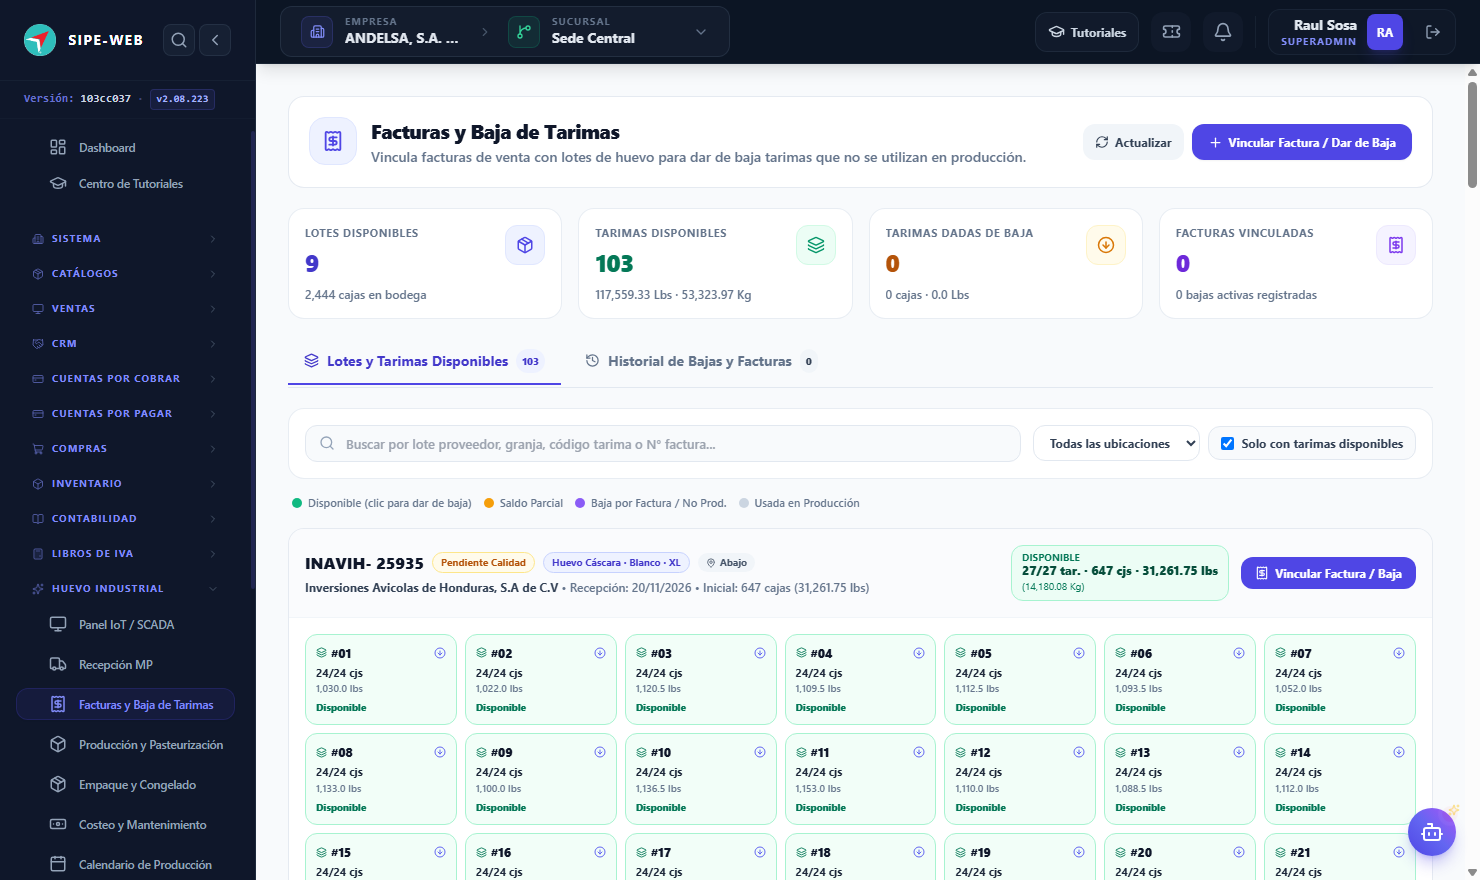 SIPE-WEB
EMPRESA
ANDELSA, S.A. ...
SUCURSAL
Sede Central
Tutoriales
Raul Sosa
SUPERADMIN
RA
Versión: 103cc037 · v2.08.223
Dashboard
Centro de Tutoriales
SISTEMA
CATÁLOGOS
VENTAS
CRM
CUENTAS POR COBRAR
CUENTAS POR PAGAR
COMPRAS
INVENTARIO
CONTABILIDAD
LIBROS DE IVA
HUEVO INDUSTRIAL
Panel IoT / SCADA
Recepción MP
Facturas y Baja de Tarimas
Producción y Pasteurización
Empaque y Congelado
Costeo y Mantenimiento
Calendario de Producción
Facturas y Baja de Tarimas
Vincula facturas de venta con lotes de huevo para dar de baja tarimas que no se utilizan en producción.
Actualizar
+ Vincular Factura / Dar de Baja
LOTES DISPONIBLES
9
2,444 cajas en bodega
TARIMAS DISPONIBLES
103
117,559.33 Lbs · 53,323.97 Kg
TARIMAS DADAS DE BAJA
0
0 cajas · 0.0 Lbs
FACTURAS VINCULADAS
0
0 bajas activas registradas
Lotes y Tarimas Disponibles 103
Historial de Bajas y Facturas 0
Buscar por lote proveedor, granja, código tarima o N° factura...
Todas las ubicaciones
Solo con tarimas disponibles
Disponible (clic para dar de baja)
Saldo Parcial
Baja por Factura / No Prod.
Usada en Producción
INAVIH- 25935
Pendiente Calidad
Huevo Cáscara · Blanco · XL
Abajo
Inversiones Avicolas de Honduras, S.A de C.V • Recepción: 20/11/2026 • Inicial: 647 cajas (31,261.75 lbs)
DISPONIBLE
27/27 tar. · 647 cjs · 31,261.75 lbs
(14,180.08 Kg)
Vincular Factura / Baja
#01
24/24 cjs
1,030.0 lbs
Disponible
#02
24/24 cjs
1,022.0 lbs
Disponible
#03
24/24 cjs
1,120.5 lbs
Disponible
#04
24/24 cjs
1,109.5 lbs
Disponible
#05
24/24 cjs
1,112.5 lbs
Disponible
#06
24/24 cjs
1,093.5 lbs
Disponible
#07
24/24 cjs
1,052.0 lbs
Disponible
#08
24/24 cjs
1,133.0 lbs
Disponible
#09
24/24 cjs
1,100.0 lbs
Disponible
#10
24/24 cjs
1,136.5 lbs
Disponible
#11
24/24 cjs
1,153.0 lbs
Disponible
#12
24/24 cjs
1,110.0 lbs
Disponible
#13
24/24 cjs
1,088.5 lbs
Disponible
#14
24/24 cjs
1,112.0 lbs
Disponible
#15
24/24 cjs
#16
24/24 cjs
#17
24/24 cjs
#18
24/24 cjs
#19
24/24 cjs
#20
24/24 cjs
#21
24/24 cjs